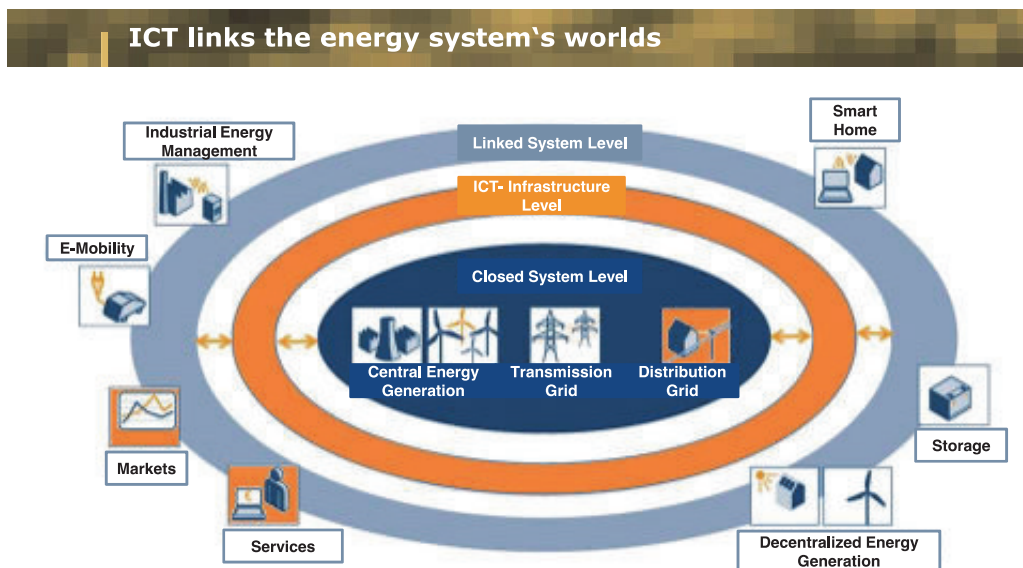 ICT links the energy system‘s worlds
Industrial Energy
Management
Linked System Level
Smart
Home
ICT- Infrastructure
Level
E-Mobility
Closed System Level
Central Energy
Generation
Transmission
Grid
Distribution
Grid
Markets
Storage
Services
€
Decentralized Energy
Generation